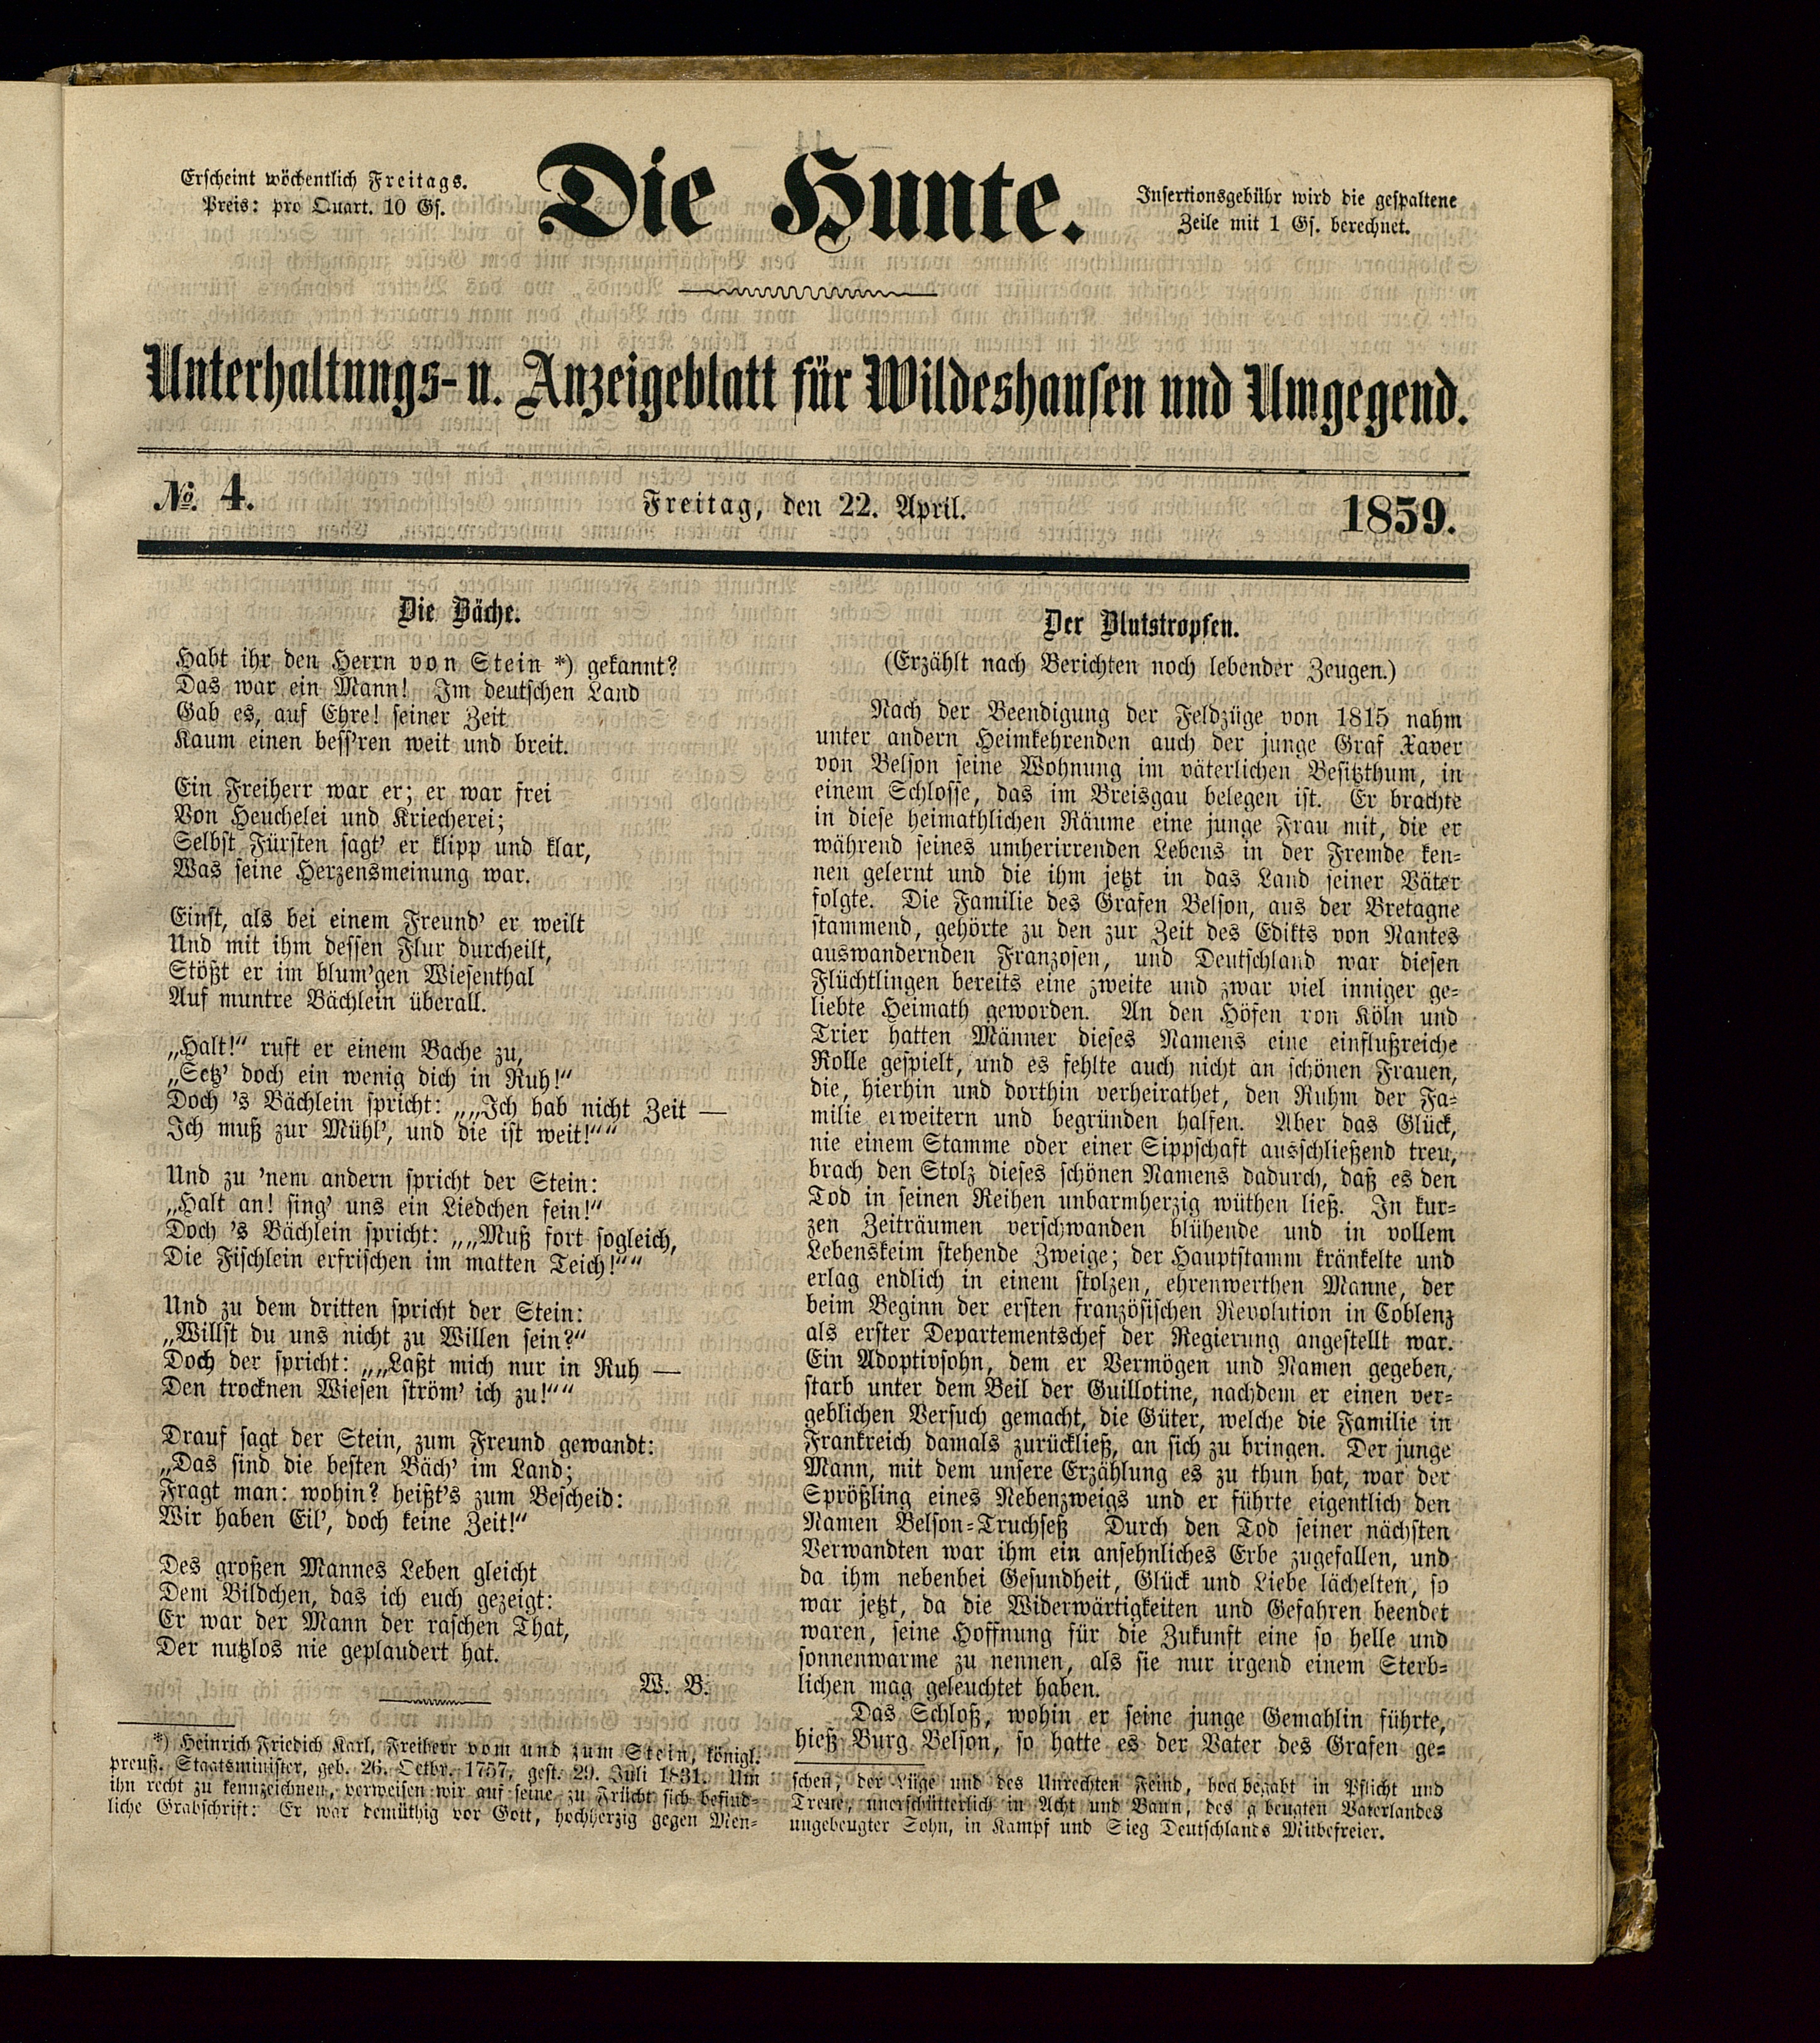 Erscheint wöchentlich Freitags.
Preis: pro Quart. 10 Gs.
Die Hunte.
Insertionsgebühr wird die gespaltene
Zeile mit 1 Gs. berechnet.
Unterhaltungs- u. Anzeigeblatt für Wildeshausen und Umgegend.
№. 4.
Freitag, den 22. April.
1859.
Die Bäche.
Habt ihr den Herrn von Stein *) gekannt?
Das war ein Mann! Im deutschen Land
Gab es, auf Ehre! seiner Zeit
Kaum einen bess'ren weit und breit.
Ein Freiherr war er; er war frei
Von Heuchelei und Kriecherei;
Selbst Fürsten sagt' er klipp und klar,
Was seine Herzensmeinung war.
Einst, als bei einem Freund' er weilt
Und mit ihm dessen Flur durcheilt,
Stößt er im blum'gen Wiesenthal
Auf muntre Bächlein überall.
„Halt!“ ruft er einem Bache zu,
„Setz' doch ein wenig dich in Ruh!“
Doch 's Bächlein spricht: „„Ich hab nicht Zeit —
Ich muß zur Mühl', und die ist weit!““
Und zu 'nem andern spricht der Stein:
„Halt an! sing' uns ein Liedchen fein!“
Doch 's Bächlein spricht: „„Muß fort sogleich,
Die Fischlein erfrischen im matten Teich!““
Und zu dem dritten spricht der Stein:
„Willst du uns nicht zu Willen sein?“
Doch der spricht: „„Laßt mich nur in Ruh —
Den trocknen Wiesen ström' ich zu!““
Drauf sagt der Stein, zum Freund gewandt:
„Das sind die besten Bäch' im Land;
Fragt man: wohin? heißt's zum Bescheid:
Wir haben Eil', doch keine Zeit!“
Des großen Mannes Leben gleicht
Dem Bildchen, das ich euch gezeigt:
Er war der Mann der raschen That,
Der nutzlos nie geplaudert hat.
W. B.
*) Heinrich Friedich Karl, Freiherr vom und zum Stein, königl.
preuß. Staatsminister, geb. 26. Octbr. 1757, gest. 29. Juli 1831. Um
ihn recht zu kennzeichnen, verweisen wir auf seine zu Frücht sich befind-
liche Grabschrift: Er war demüthig vor Gott, hochherzig gegen Men-
Der Blutstropfen.
(Erzählt nach Berichten noch lebender Zeugen.)
Nach der Beendigung der Feldzüge von 1815 nahm
unter andern Heimkehrenden auch der junge Graf Xaver
von Belson seine Wohnung im väterlichen Besitzthum, in
einem Schlosse, das im Breisgau belegen ist. Er brachte
in diese heimathlichen Räume eine junge Frau mit, die er
während seines umherirrenden Lebens in der Fremde ken-
nen gelernt und die ihm jetzt in das Land seiner Väter
folgte. Die Familie des Grafen Belson, aus der Bretagne
stammend, gehörte zu den zur Zeit des Edikts von Nantes
auswandernden Franzosen, und Deutschland war diesen
Flüchtlingen bereits eine zweite und zwar viel inniger ge-
liebte Heimath geworden. An den Höfen von Köln und
Trier hatten Männer dieses Namens eine einflußreiche
Rolle gespielt, und es fehlte auch nicht an schönen Frauen,
die, hierhin und dorthin verheirathet, den Ruhm der Fa-
milie erweitern und begründen halfen. Aber das Glück,
nie einem Stamme oder einer Sippschaft ausschließend treu,
brach den Stolz dieses schönen Namens dadurch, daß es den
Tod in seinen Reihen unbarmherzig wüthen ließ. In kur-
zen Zeiträumen verschwanden blühende und in vollem
Lebenskeim stehende Zweige; der Hauptstamm kränkelte und
erlag endlich in einem stolzen, ehrenwerthen Manne, der
beim Beginn der ersten französischen Revolution in Coblenz
als erster Departementschef der Regierung angestellt war.
Ein Adoptivsohn, dem er Vermögen und Namen gegeben,
starb unter dem Beil der Guillotine, nachdem er einen ver-
geblichen Versuch gemacht, die Güter, welche die Familie in
Frankreich damals zurückließ, an sich zu bringen. Der junge
Mann, mit dem unsere Erzählung es zu thun hat, war der
Sprößling eines Nebenzweigs und er führte eigentlich den
Namen Belson-Truchseß Durch den Tod seiner nächsten
Verwandten war ihm ein ansehnliches Erbe zugefallen, und
da ihm nebenbei Gesundheit, Glück und Liebe lächelten, so
war jetzt, da die Widerwärtigkeiten und Gefahren beendet
waren, seine Hoffnung für die Zukunft eine so helle und
sonnenwarme zu nennen, als sie nur irgend einem Sterb-
lichen mag geleuchtet haben.
Das Schloß, wohin er seine junge Gemahlin führte,
hieß Burg Belson, so hatte es der Vater des Grafen ge-
schen, der Lüge und des Unrechten Feind, hochbegabt in Pflicht und
Treue, unerschütterlich in Acht und Bann, des g beugten Vaterlandes
ungebeugter Sohn, in Kampf und Sieg Deutschlands Mitbefreier.